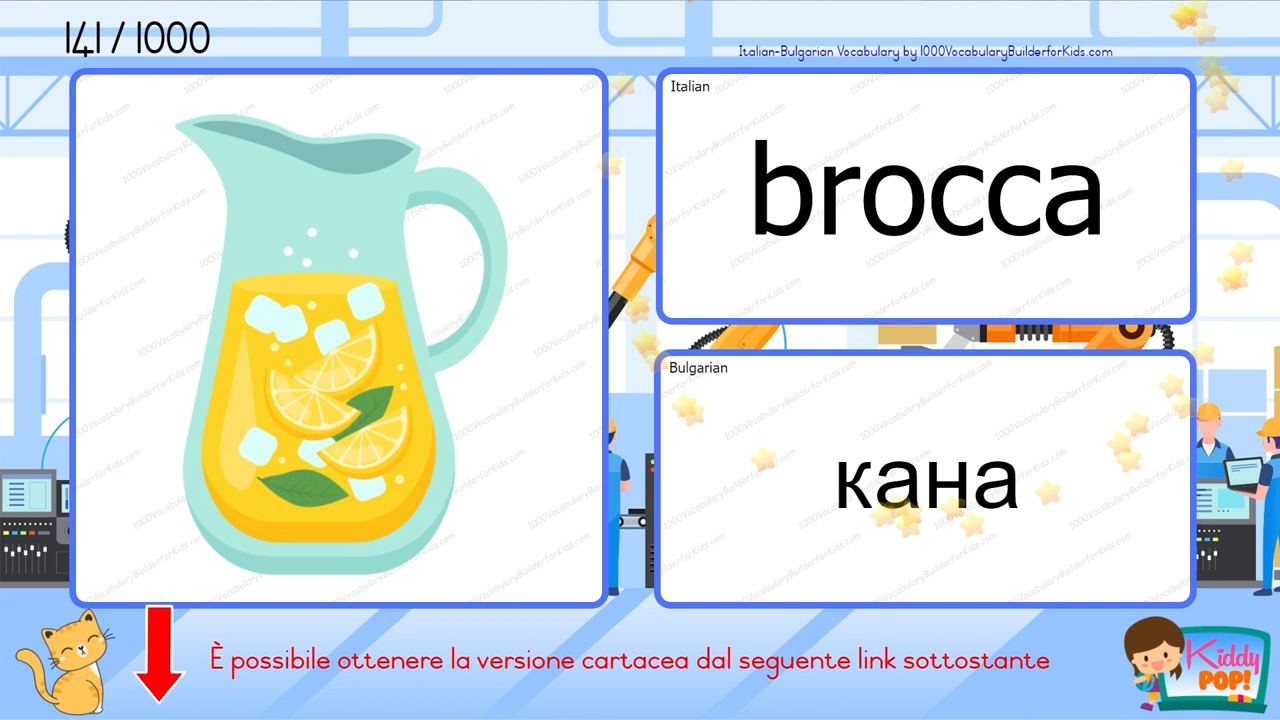 141 / 1000
Italian-Bulgarian Vocabulary by 1000VocabularyBuilderforKids.com
Italian
brocca
Bulgarian
кана
È possibile ottenere la versione cartacea dal seguente link sottostante
Kiddy
POP!